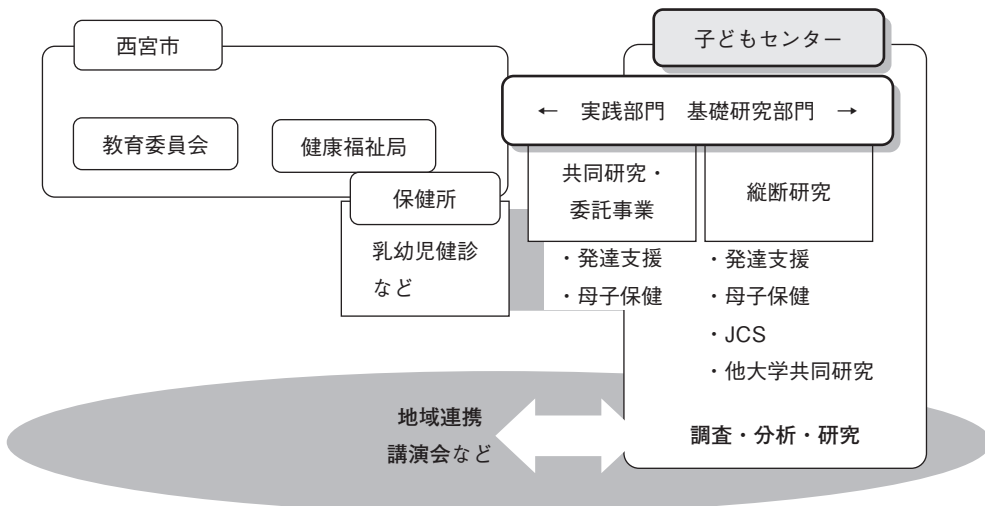 西宮市
子どもセンター
← 実践部門 基礎研究部門 →
教育委員会
健康福祉局
保健所
乳幼児健診
など
共同研究・
委託事業
・発達支援
・母子保健
縦断研究
・発達支援
・母子保健
・JCS
・他大学共同研究
地域連携
講演会など
調査・分析・研究